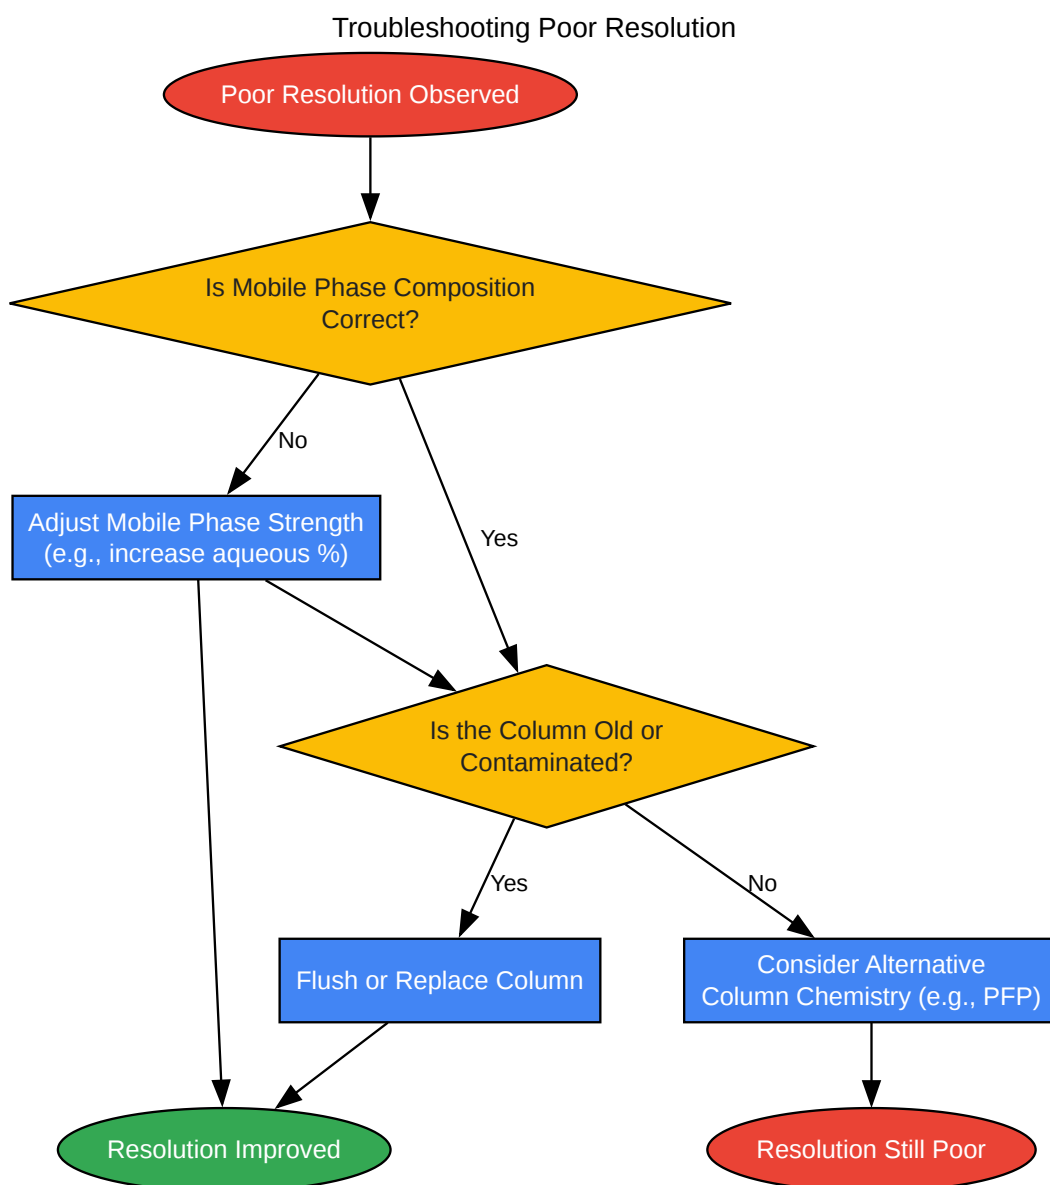 Troubleshooting Poor Resolution
Poor Resolution Observed
Is Mobile Phase Composition
Correct?
No
Adjust Mobile Phase Strength
(e.g., increase aqueous %)
Yes
Is the Column Old or
Contaminated?
Yes
No
Flush or Replace Column
Consider Alternative
Column Chemistry (e.g., PFP)
Resolution Improved
Resolution Still Poor